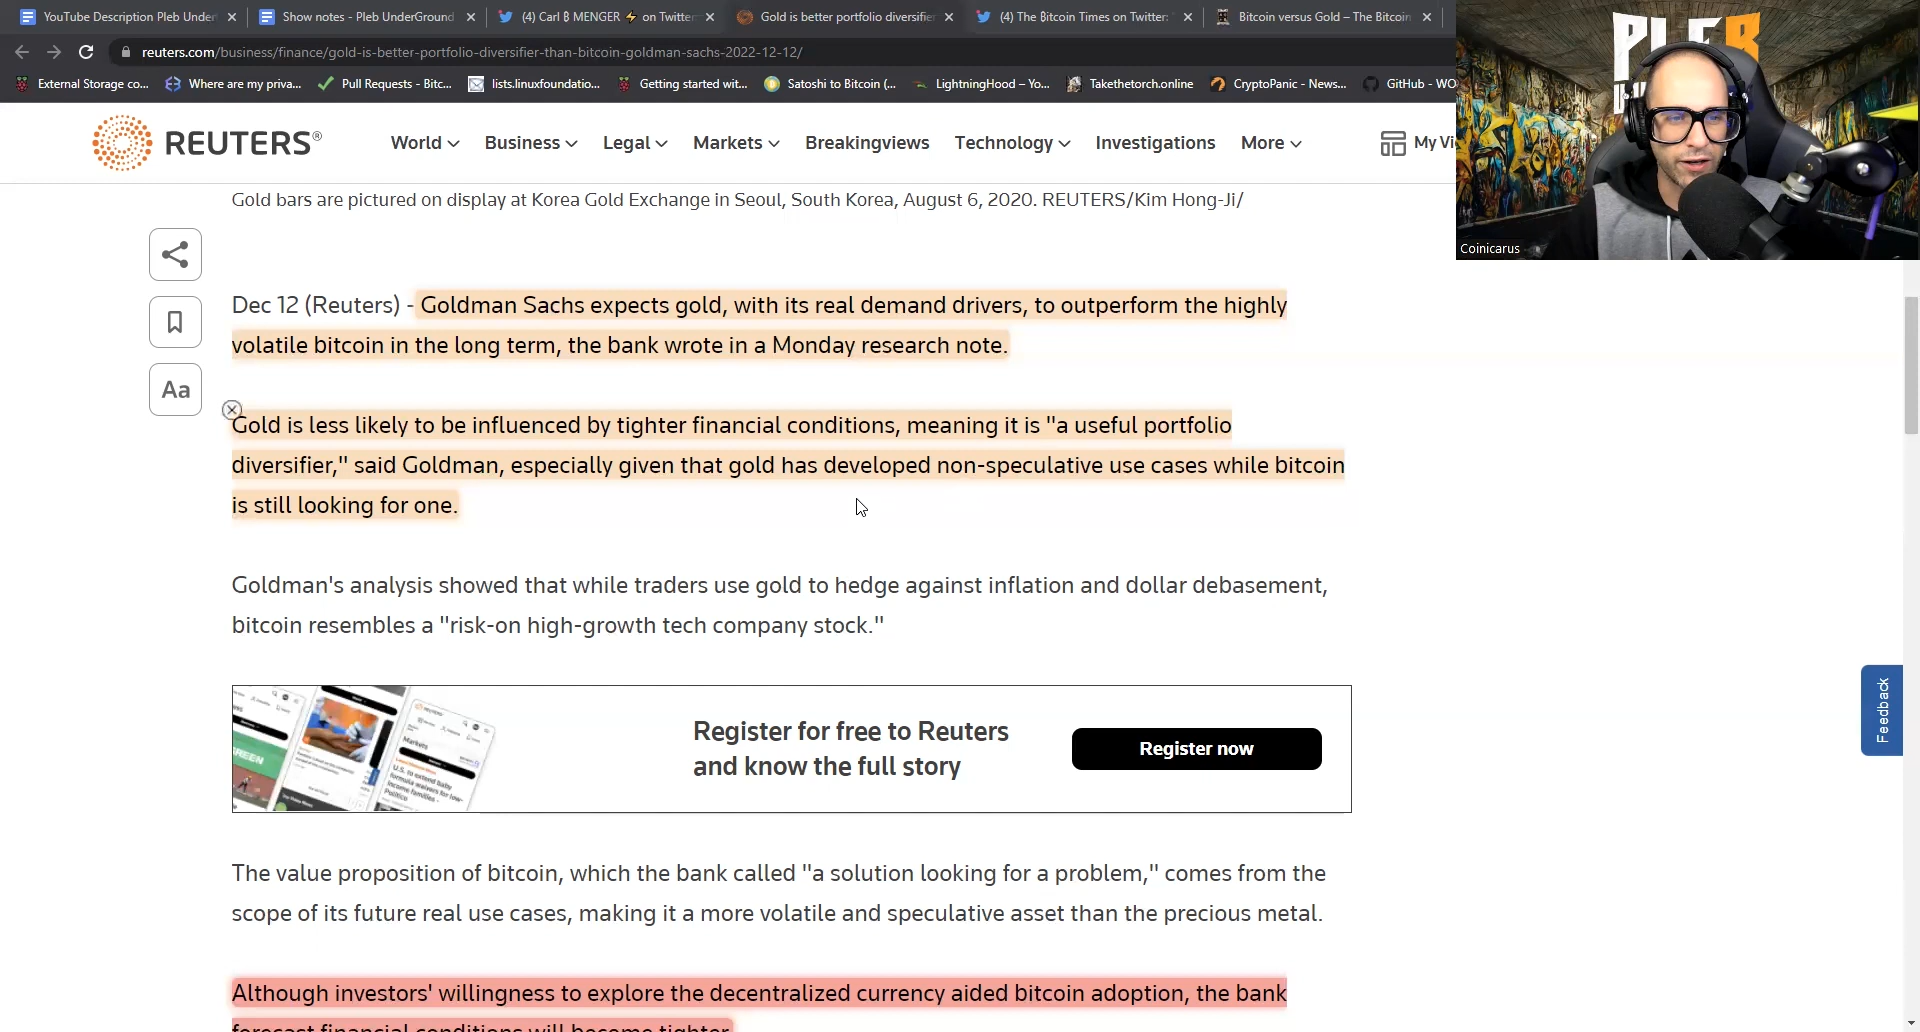 YouTube Description Pleb Under
Show notes - Pleb UnderGround
(4) Carl ₿ MENGER ⚡ on Twitter
Gold is better portfolio diversifier
(4) The Bitcoin Times on Twitter:
Bitcoin versus Gold – The Bitcoin
reuters.com/business/finance/gold-is-better-portfolio-diversifier-than-bitcoin-goldman-sachs-2022-12-12/
External Storage co...
Where are my priva...
Pull Requests - Bitc...
lists.linuxfoundatio...
Getting started wit...
Satoshi to Bitcoin (...
LightningHood – Yo...
Takethetorch.online
CryptoPanic - News...
GitHub - WO
REUTERS®
World
Business
Legal
Markets
Breakingviews
Technology
Investigations
More
My Vi
PLEB
Coinicarus
Gold bars are pictured on display at Korea Gold Exchange in Seoul, South Korea, August 6, 2020. REUTERS/Kim Hong-Ji/
Aa
Dec 12 (Reuters) - Goldman Sachs expects gold, with its real demand drivers, to outperform the highly
volatile bitcoin in the long term, the bank wrote in a Monday research note.
Gold is less likely to be influenced by tighter financial conditions, meaning it is "a useful portfolio
diversifier," said Goldman, especially given that gold has developed non-speculative use cases while bitcoin
is still looking for one.
Goldman's analysis showed that while traders use gold to hedge against inflation and dollar debasement,
bitcoin resembles a "risk-on high-growth tech company stock."
Register for free to Reuters
and know the full story
Register now
Feedback
The value proposition of bitcoin, which the bank called "a solution looking for a problem," comes from the
scope of its future real use cases, making it a more volatile and speculative asset than the precious metal.
Although investors' willingness to explore the decentralized currency aided bitcoin adoption, the bank
forecast financial conditions will become tighter.